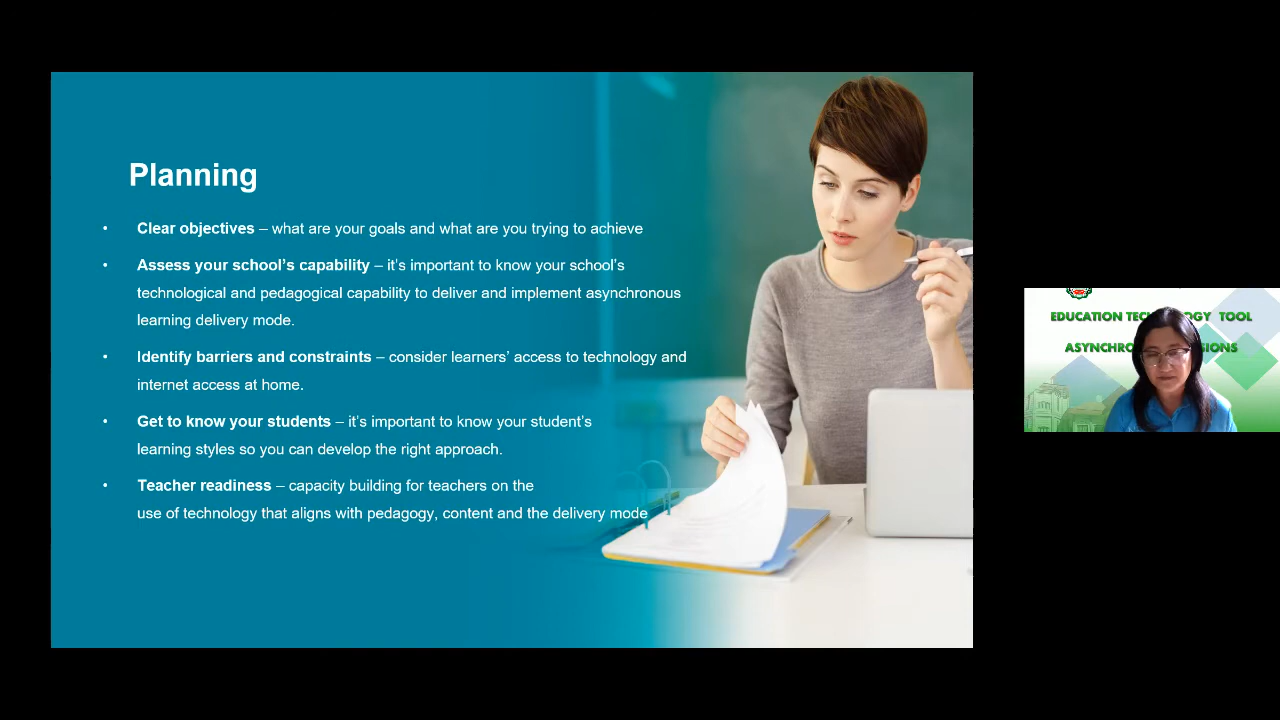 Planning
• Clear objectives – what are your goals and what are you trying to achieve
• Assess your school’s capability – it’s important to know your school’s
technological and pedagogical capability to deliver and implement asynchronous
learning delivery mode.
• Identify barriers and constraints – consider learners’ access to technology and
internet access at home.
• Get to know your students – it’s important to know your student’s
learning styles so you can develop the right approach.
• Teacher readiness – capacity building for teachers on the
use of technology that aligns with pedagogy, content and the delivery mode
EDUCATION TOOL